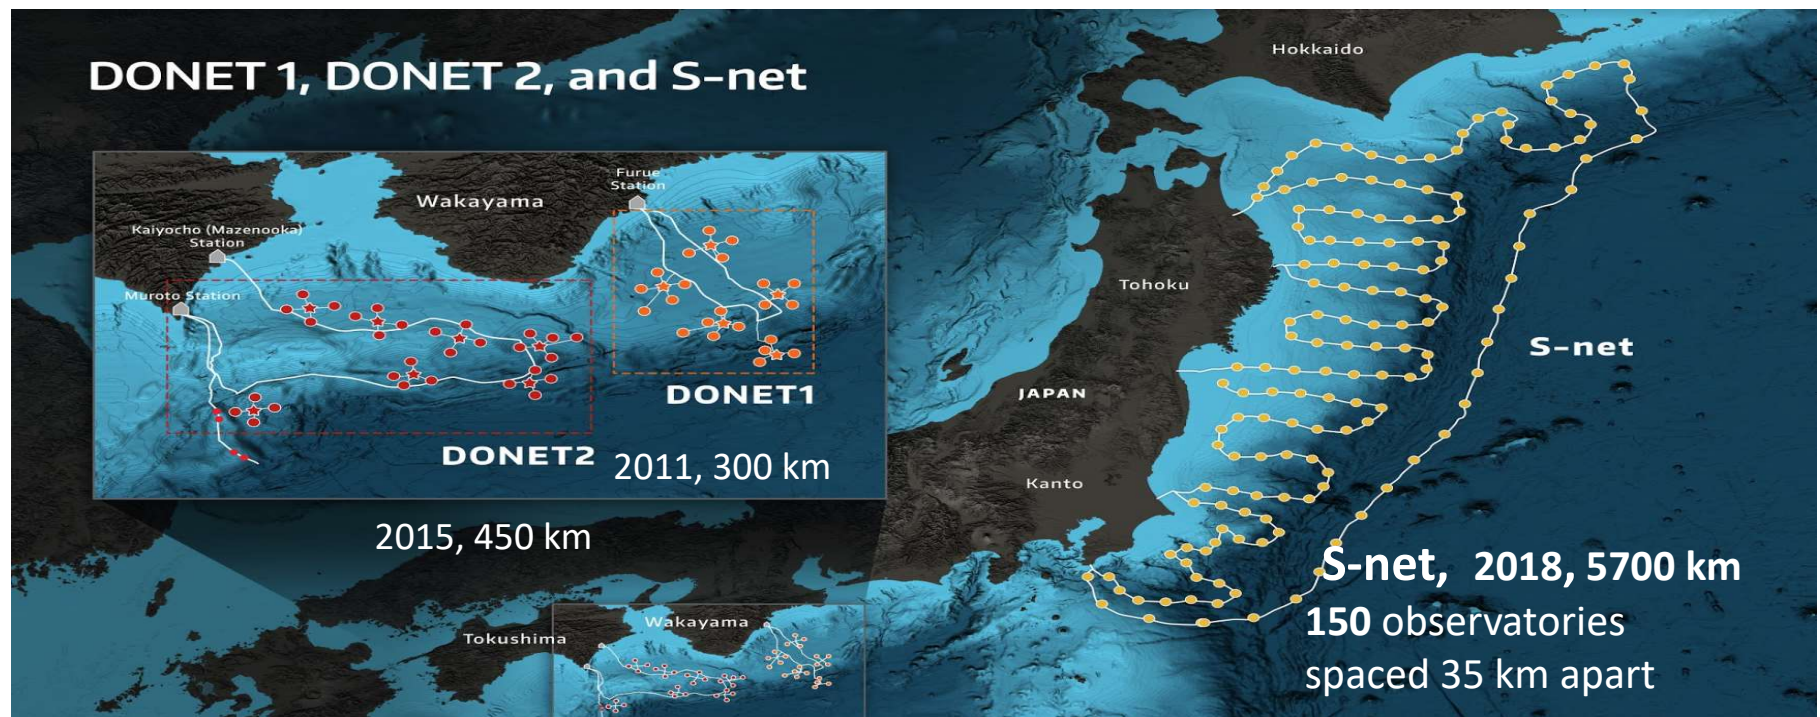 DONET 1, DONET 2, and S-net
Hokkaido
Furue
Station
Wakayama
Kaiyocho (Mazenooka)
Station
Muroto Station
Tohoku
S-net
DONET1
JAPAN
DONET2
2011, 300 km
Kanto
2015, 450 km
S-net, 2018, 5700 km
150 observatories
spaced 35 km apart
Wakayama
Tokushima